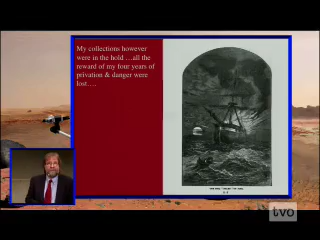 My collections however
were in the hold …all the
reward of my four years of
privation & danger were
lost….
tvo